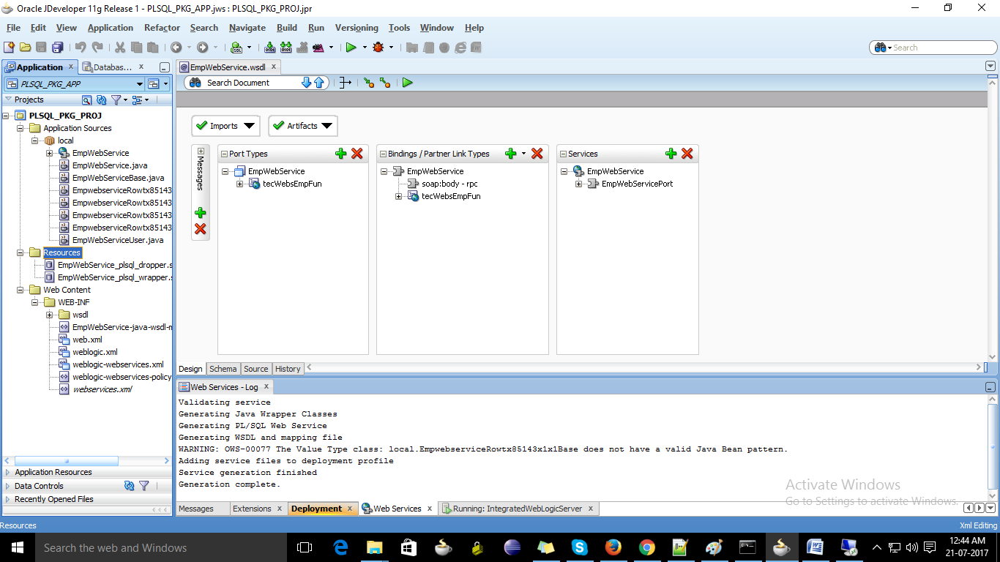 Oracle JDeveloper 11g Release 1 - PLSQL_PKG_APP.jws : PLSQL_PKG_PROJ.jpr
File Edit View Application Refactor Search Navigate Build Run Versioning Tools Window Help
Search
Application
Databas...
PLSQL_PKG_APP
Projects
PLSQL_PKG_PROJ
Application Sources
local
EmpWebService
EmpWebService.java
EmpWebServiceBase.java
EmpwebserviceRowtx85143
EmpwebserviceRowtx85143
EmpwebserviceRowtx85143
EmpwebserviceRowtx85143
EmpWebServiceUser.java
Resources
EmpWebService_plsql_dropper.s
EmpWebService_plsql_wrapper.
Web Content
WEB-INF
wsdl
EmpWebService-java-wsdl-m
web.xml
weblogic.xml
weblogic-webservices.xml
weblogic-webservices-policy
webservices.xml
Application Resources
Data Controls
Recently Opened Files
EmpWebService.wsdl
Search Document
Imports
Artifacts
Messages
Port Types
EmpWebService
tecWebsEmpFun
Bindings / Partner Link Types
EmpWebService
soap:body - rpc
tecWebsEmpFun
Services
EmpWebService
EmpWebServicePort
Design Schema Source History
Web Services - Log
Validating service
Generating Java Wrapper Classes
Generating PL/SQL Web Service
Generating WSDL and mapping file
WARNING: OWS-00077 The Value Type class: local.EmpwebserviceRowtx85143x1x1Base does not have a valid Java Bean pattern.
Adding service files to deployment profile
Service generation finished
Generation complete.
Activate Windows
Go to Settings to activate Windows.
Messages Extensions Deployment Web Services Running: IntegratedWebLogicServer
Resources
Xml Editing
Search the web and Windows
12:44 AM
21-07-2017